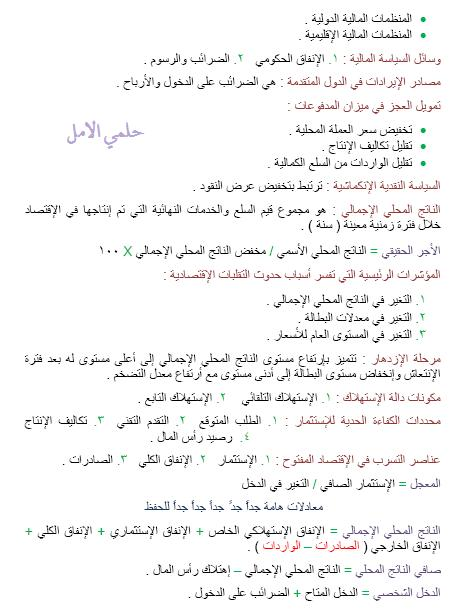 المنظمات المالية الدولية .
المنظمات المالية الإقليمية .
وسائل السياسة المالية : ١. الإنفاق الحكومي ٢. الضرائب والرسوم .
مصادر الإيرادات في الدول المتقدمة : هي الضرائب على الدخول والأرباح .
تمويل العجز في ميزان المدفوعات :
تخفيض سعر العملة المحلية .
حلمي الامل
تقليل تكاليف الإنتاج .
تقليل الواردات من السلع الكمالية .
السياسة النقدية الإنكماشية : ترتبط بتخفيض عرض النقود .
الناتج المحلي الإجمالي : هو مجموع قيم السلع والخدمات النهائية التي تم إنتاجها في الإقتصاد
خلال فترة زمنية معينة ( سنة ) .
الأجر الحقيقي = الناتج المحلي الأسمي / مخفض الناتج المحلي الإجمالي X ١٠٠
المؤشرات الرئيسية التي تفسر أسباب حدوث التقلبات الإقتصادية :
١. التغير في الناتج المحلي الإجمالي .
٢. التغير في معدلات البطالة .
٣. التغير في المستوى العام للأسعار .
مرحلة الإزدهار : تتميز بإرتفاع مستوى الناتج المحلي الإجمالي إلى أعلى مستوى له بعد فترة
الإنتعاش وإنخفاض مستوى البطالة إلى أدنى مستوى مع أرتفاع معدل التضخم .
مكونات دالة الإستهلاك : ١. الإستهلاك التلقائي ٢. الإستهلاك التابع .
محددات الكفاءة الحدية للإستثمار : ١. الطلب المتوقع ٢. التقدم التقني ٣. تكاليف الإنتاج
٤. رصيد رأس المال .
عناصر التسرب في الإقتصاد المفتوح : ١. الإستثمار ٢. الإنفاق الكلي ٣. الصادرات .
المعجل = الإستثمار الصافي / التغير في الدخل
معادلات هامة جداً جداً جداً جداً للحفظ
الناتج المحلي الإجمالي = الإنفاق الإستهلاكي الخاص + الإنفاق الإستثماري + الإنفاق الكلي +
الإنفاق الخارجي ( الصادرات – الواردات ) .
صافي الناتج المحلي = الناتج المحلي الإجمالي – إهتلاك رأس المال .
الدخل الشخصي = الدخل المتاح + الضرائب على الدخول .